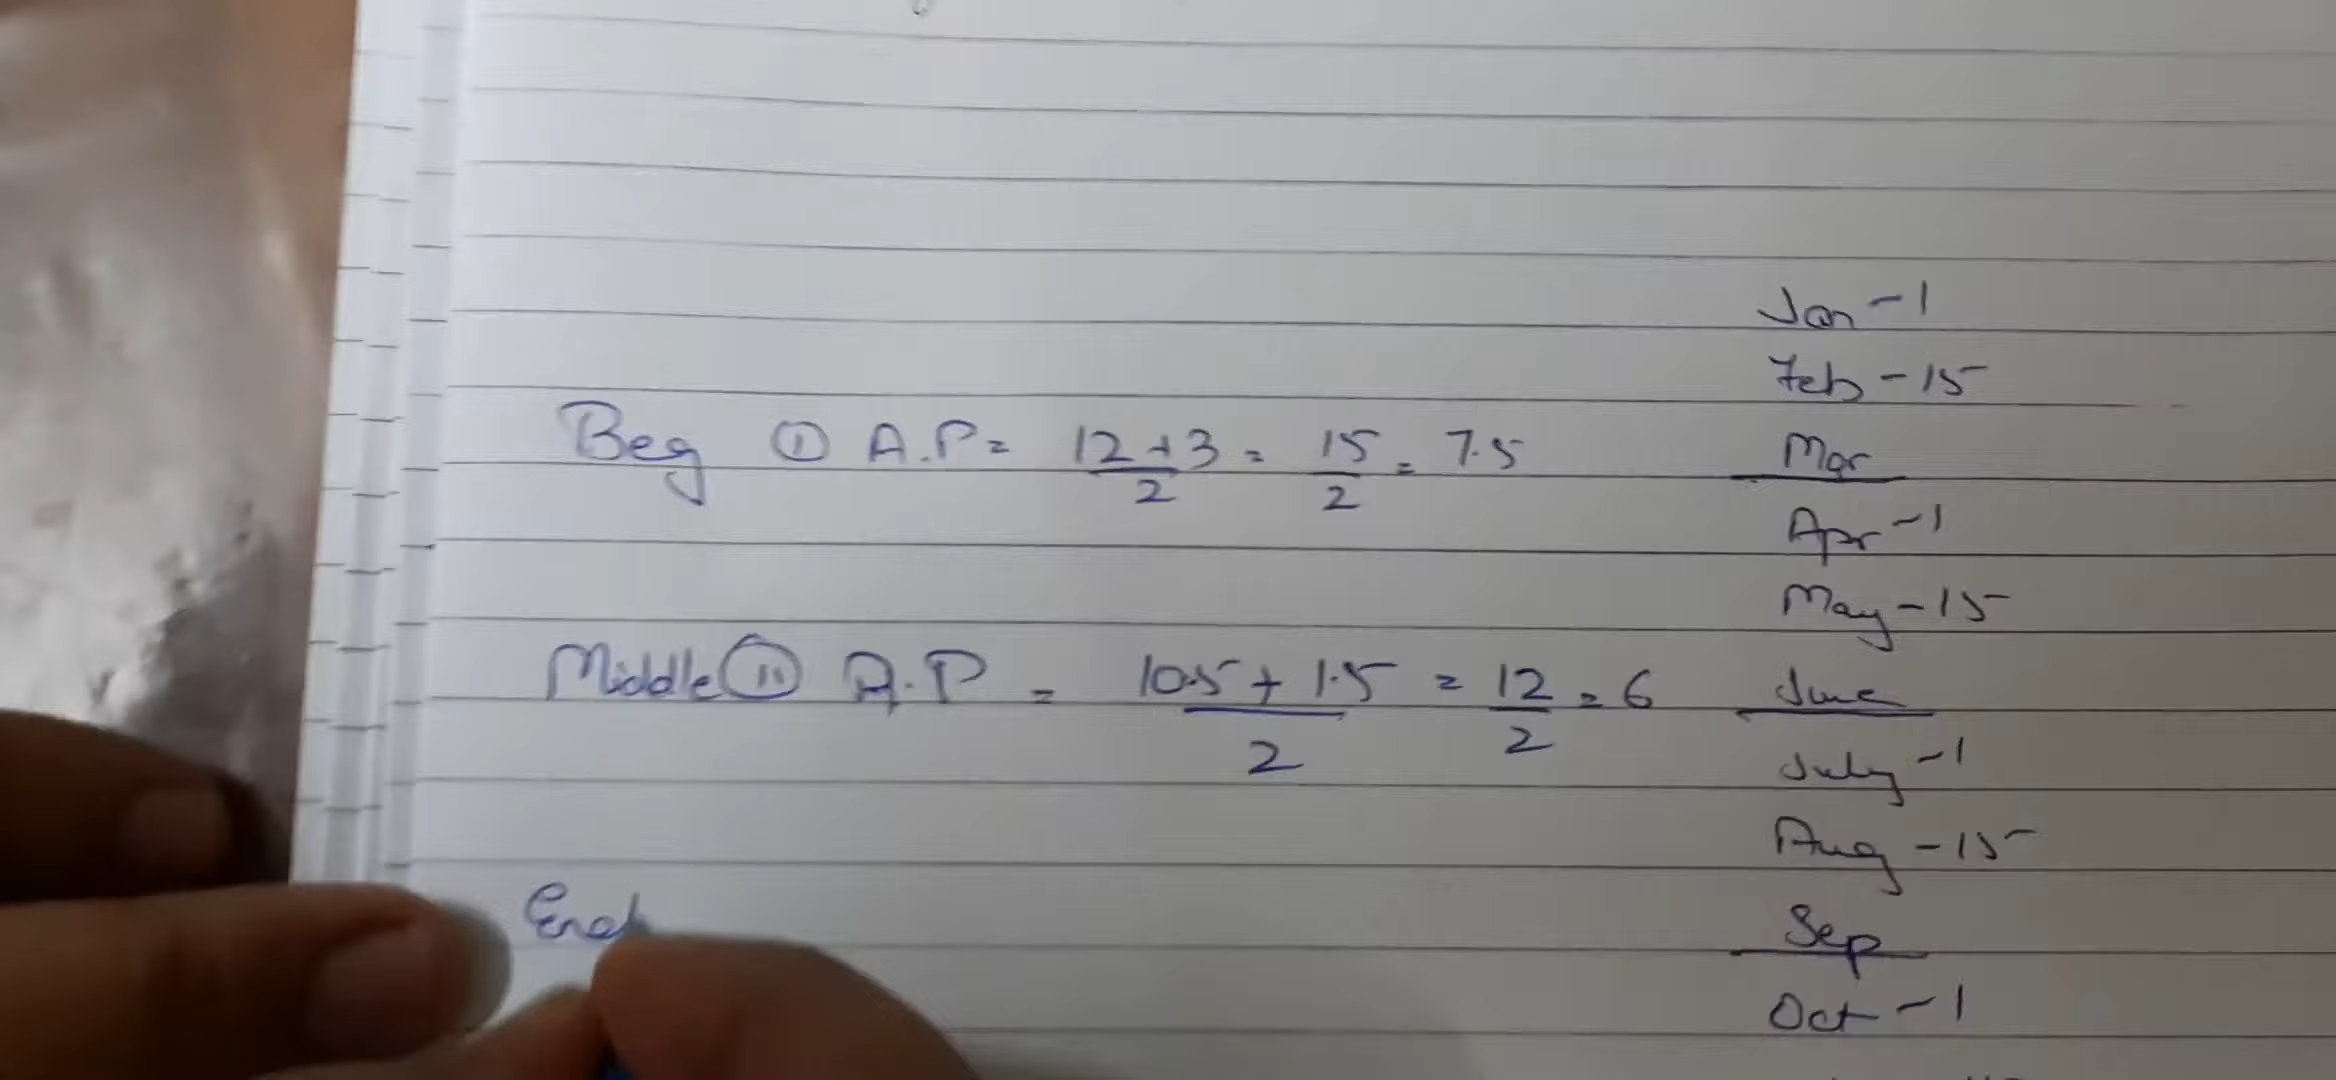 Jan - 1
Feb - 15
Beg ① A.P = 12 + 3 / 2 = 15 / 2 = 7.5
Mar
Apr - 1
May - 15
Middle ⑪ A.P = 10.5 + 1.5 / 2 = 12 / 2 = 6
June
July - 1
Aug - 15
End
Sep
Oct - 1